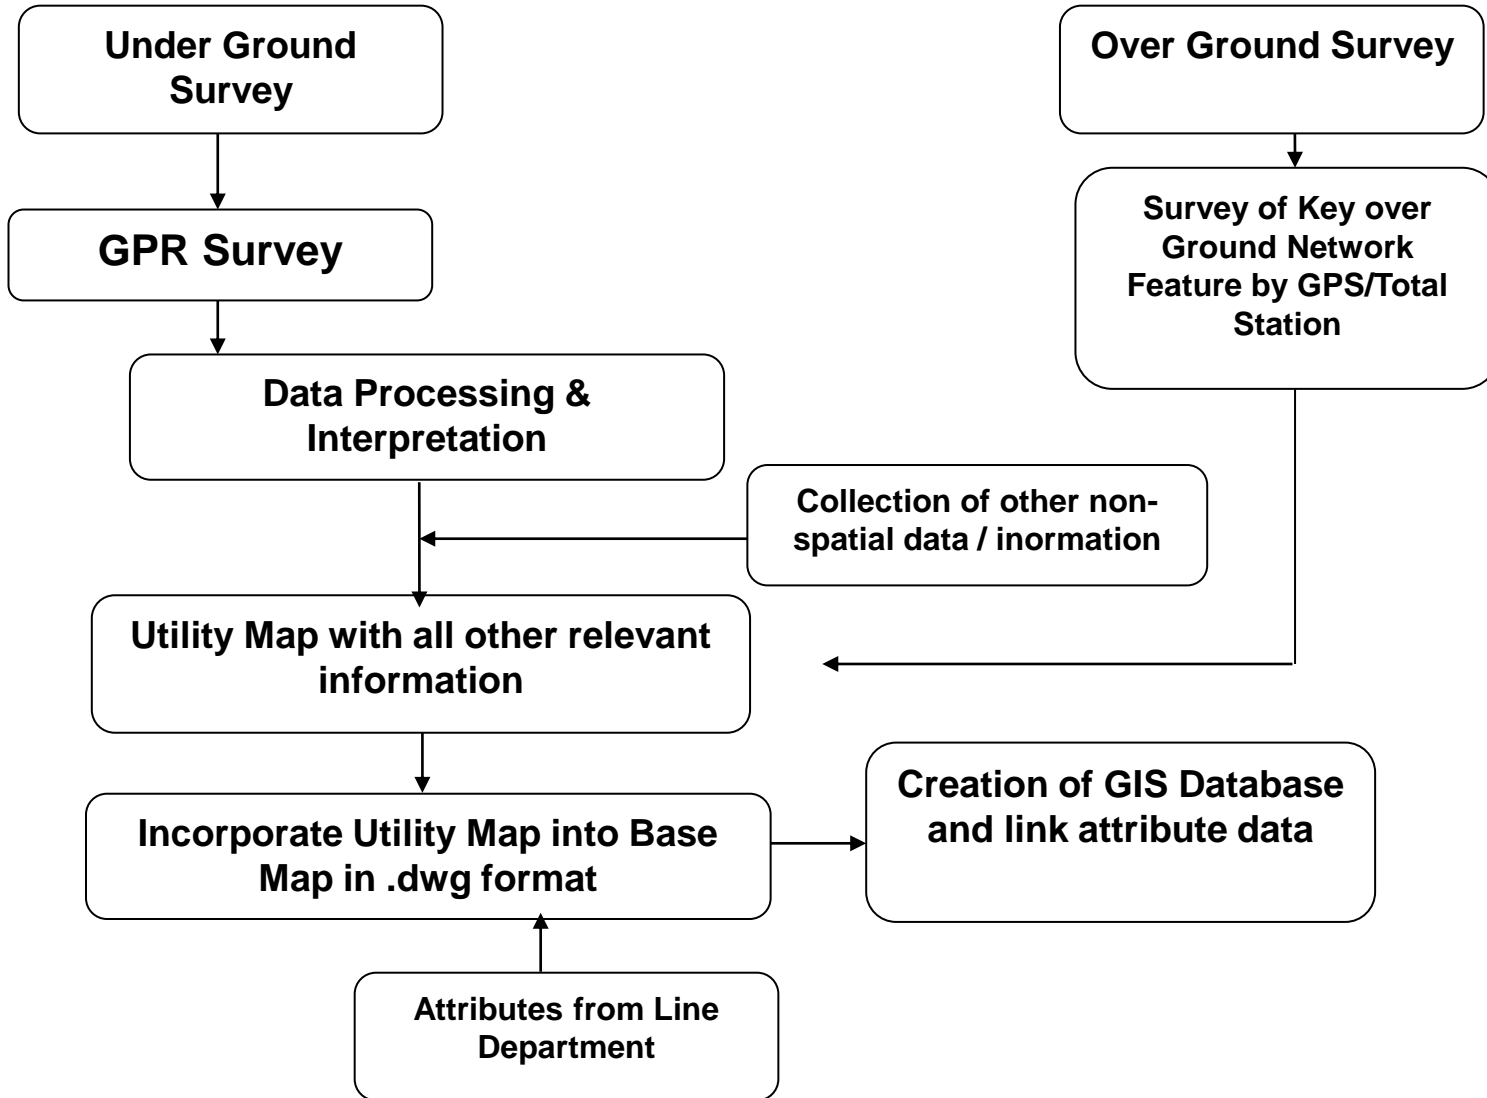 Under Ground
Survey
Over Ground Survey
GPR Survey
Survey of Key over
Ground Network
Feature by GPS/Total
Station
Data Processing &
Interpretation
Collection of other non-
spatial data / inormation
Utility Map with all other relevant
information
Incorporate Utility Map into Base
Map in .dwg format
Creation of GIS Database
and link attribute data
Attributes from Line
Department